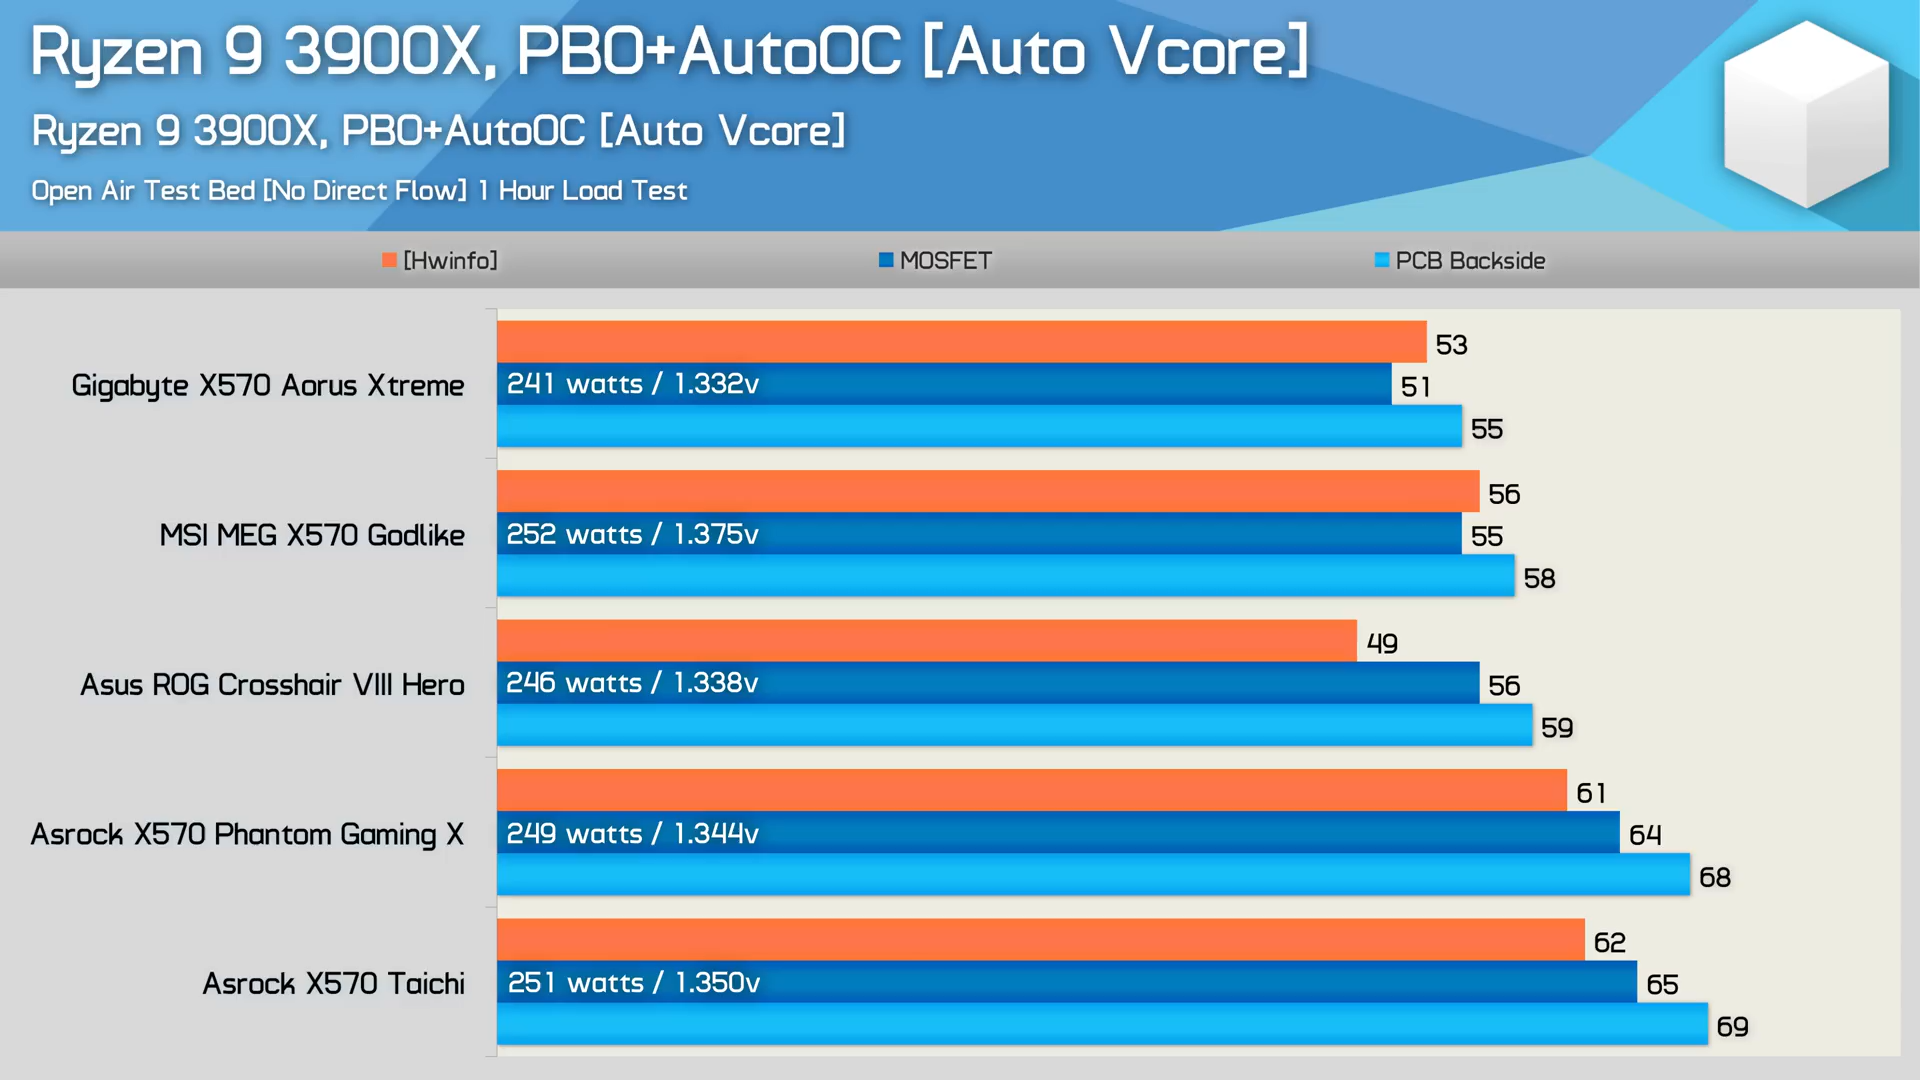 Ryzen 9 3900X, PBO+AutoOC [Auto Vcore]
Ryzen 9 3900X, PBO+AutoOC [Auto Vcore]
Open Air Test Bed [No Direct Flow] 1 Hour Load Test
[Hwinfo] MOSFET PCB Backside
53
Gigabyte X570 Aorus Xtreme 241 watts / 1.332v 51
55
56
MSI MEG X570 Godlike 252 watts / 1.375v 55
58
49
Asus ROG Crosshair VIII Hero 246 watts / 1.338v 56
59
61
Asrock X570 Phantom Gaming X 249 watts / 1.344v 64
68
62
Asrock X570 Taichi 251 watts / 1.350v 65
69